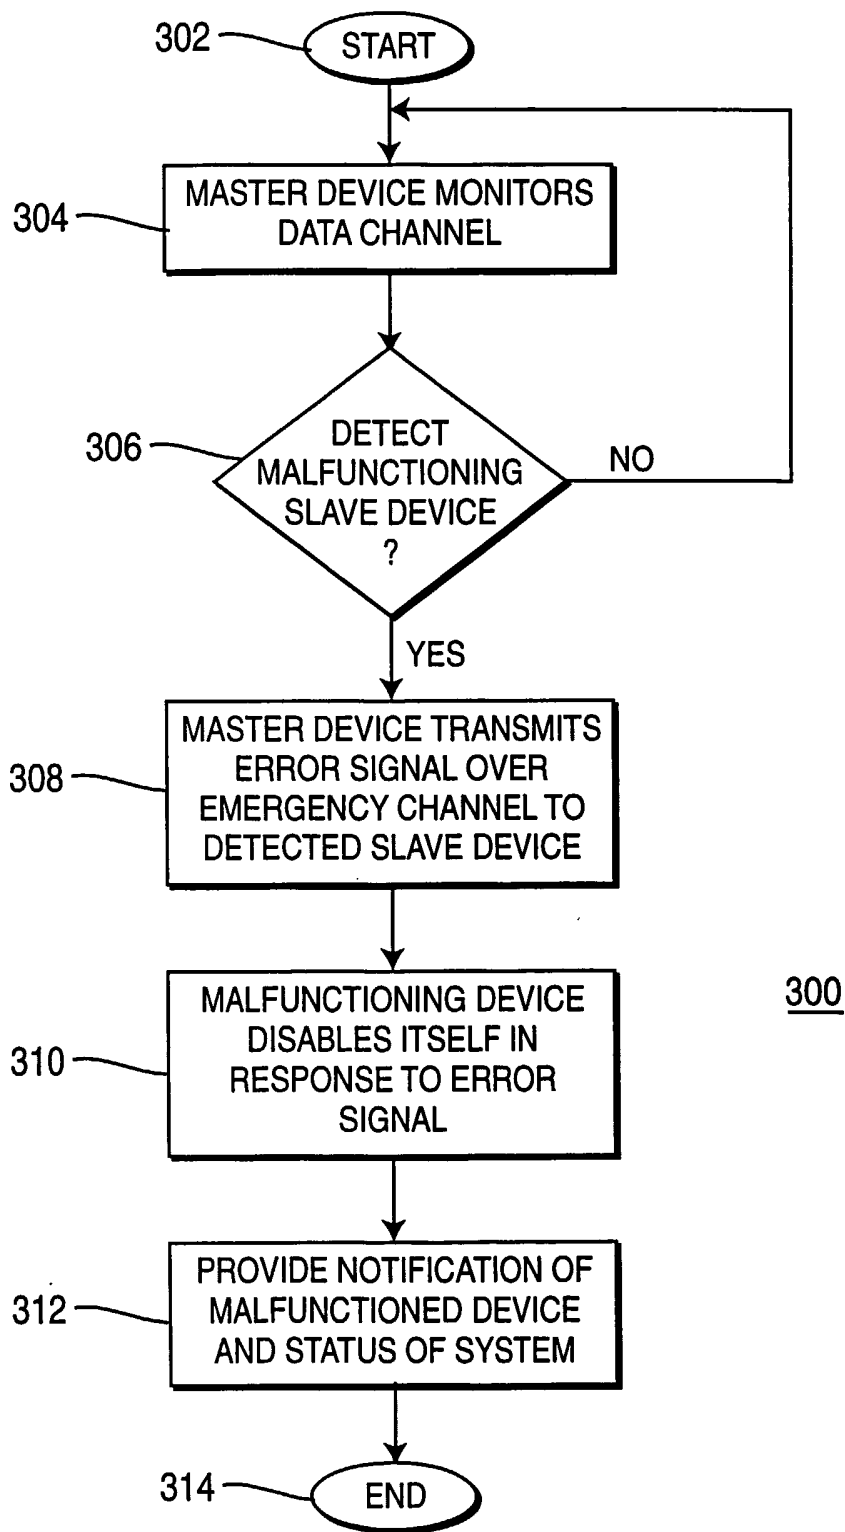 302
START
304
MASTER DEVICE MONITORS
DATA CHANNEL
306
DETECT
MALFUNCTIONING
SLAVE DEVICE
?
NO
YES
308
MASTER DEVICE TRANSMITS
ERROR SIGNAL OVER
EMERGENCY CHANNEL TO
DETECTED SLAVE DEVICE
310
MALFUNCTIONING DEVICE
DISABLES ITSELF IN
RESPONSE TO ERROR
SIGNAL
300
312
PROVIDE NOTIFICATION OF
MALFUNCTIONED DEVICE
AND STATUS OF SYSTEM
314
END